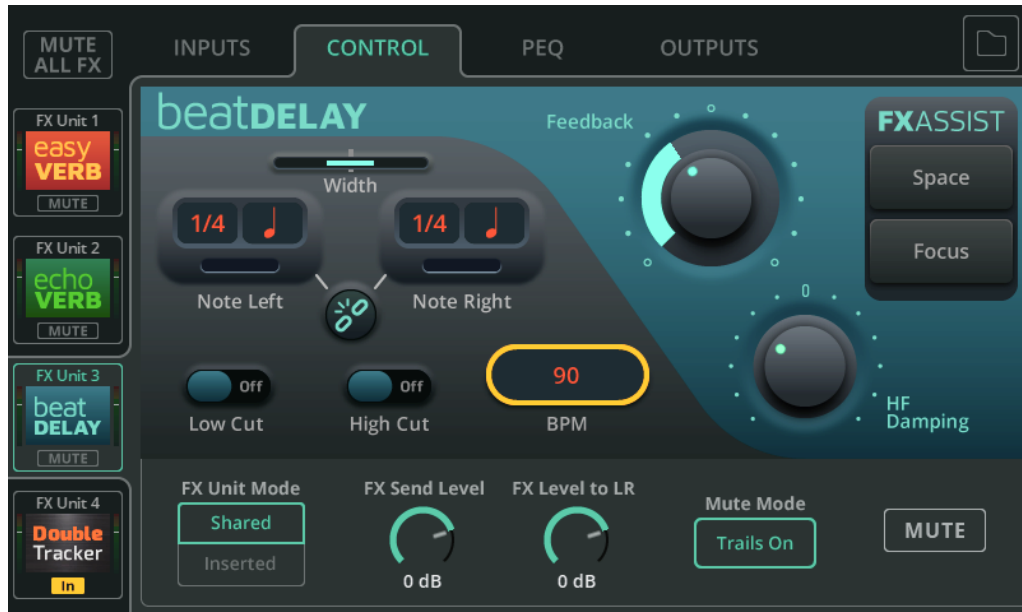 MUTE
ALL FX
INPUTS
CONTROL
PEQ
OUTPUTS
FX Unit 1
easy
VERB
MUTE
FX Unit 2
echo
VERB
MUTE
FX Unit 3
beat
DELAY
MUTE
FX Unit 4
Double
Tracker
In
beatDELAY
Width
1/4
Note Left
1/4
Note Right
Off
Low Cut
Off
High Cut
90
BPM
Feedback
0
HF
Damping
FXASSIST
Space
Focus
FX Unit Mode
Shared
Inserted
FX Send Level
0 dB
FX Level to LR
0 dB
Mute Mode
Trails On
MUTE